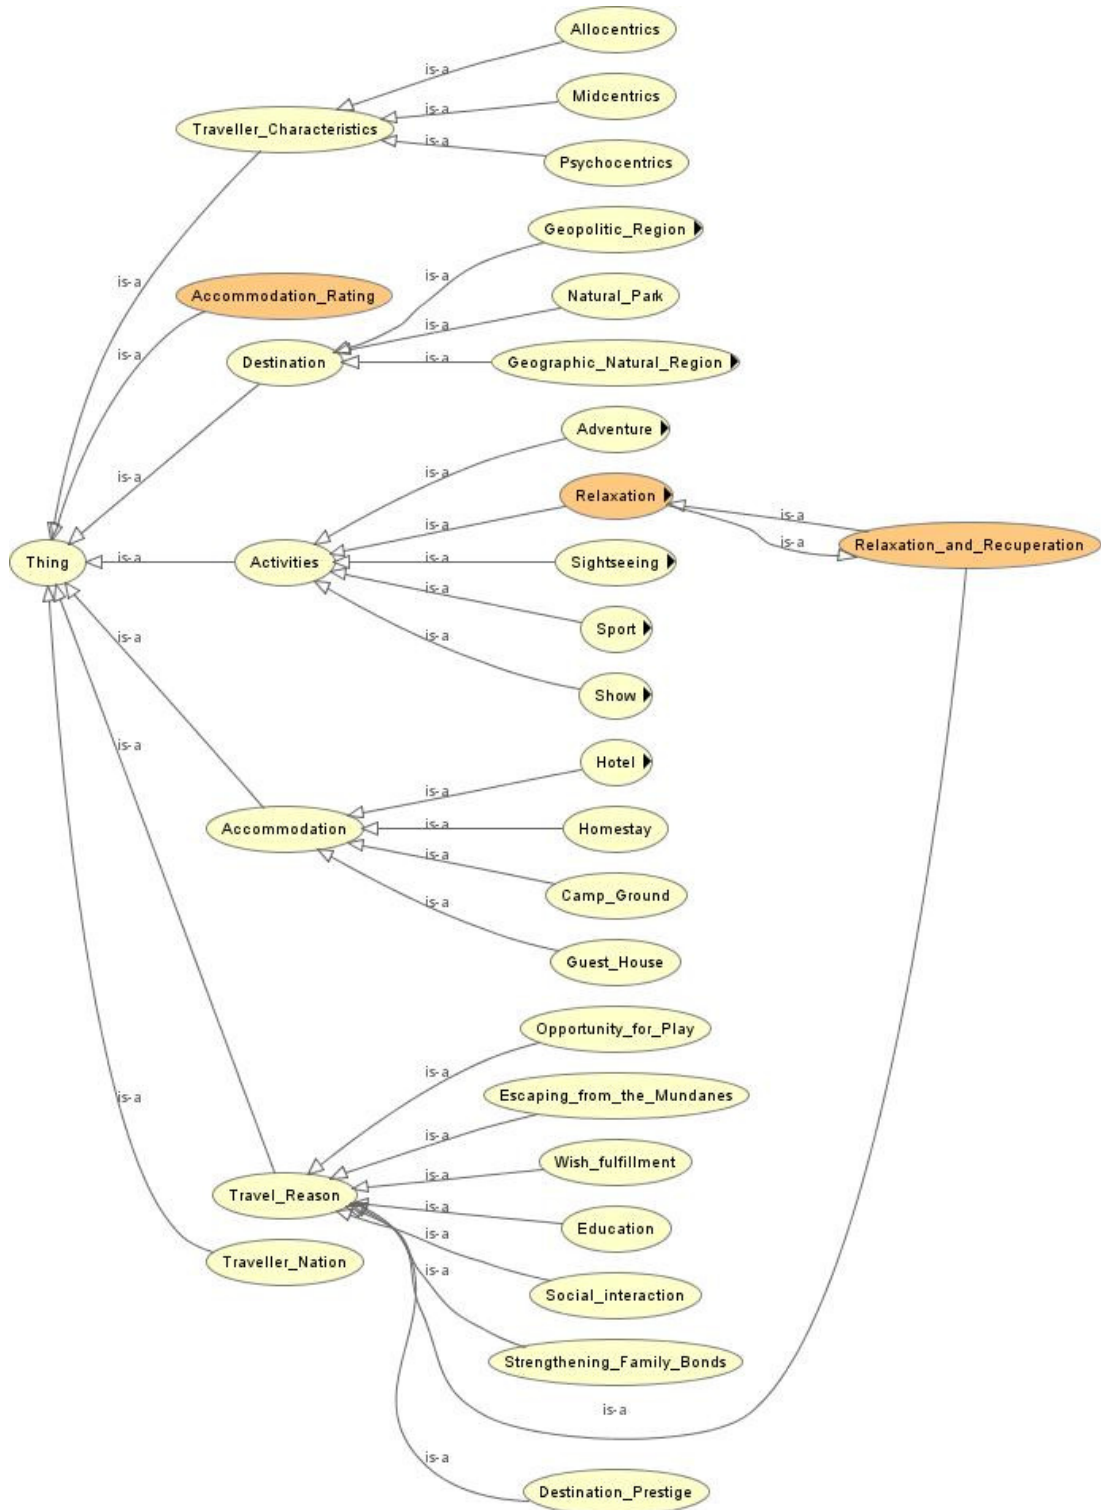 Allocentrics
is-a
Midcentrics
is-a
Traveller_Characteristics
is-a
Psychocentrics
Geopolitic_Region
is-a
is-a
Accommodation_Rating
Natural_Park
is-a
is-a
Destination
is-a
Geographic_Natural_Region
Adventure
is-a
is-a
Relaxation
is-a
is-a
is-a
Relaxation_and_Recuperation
Thing
is-a
Activities
is-a
Sightseeing
is-a
Sport
is-a
is-a
Show
is-a
Hotel
is-a
Accommodation
is-a
Homestay
is-a
Camp_Ground
is-a
Guest_House
Opportunity_for_Play
is-a
is-a
Escaping_from_the_Mundanes
is-a
Wish_fulfillment
is-a
Travel_Reason
is-a
Education
is-a
Traveller_Nation
is-a
Social_interaction
Strengthening_Family_Bonds
is-a
is-a
Destination_Prestige